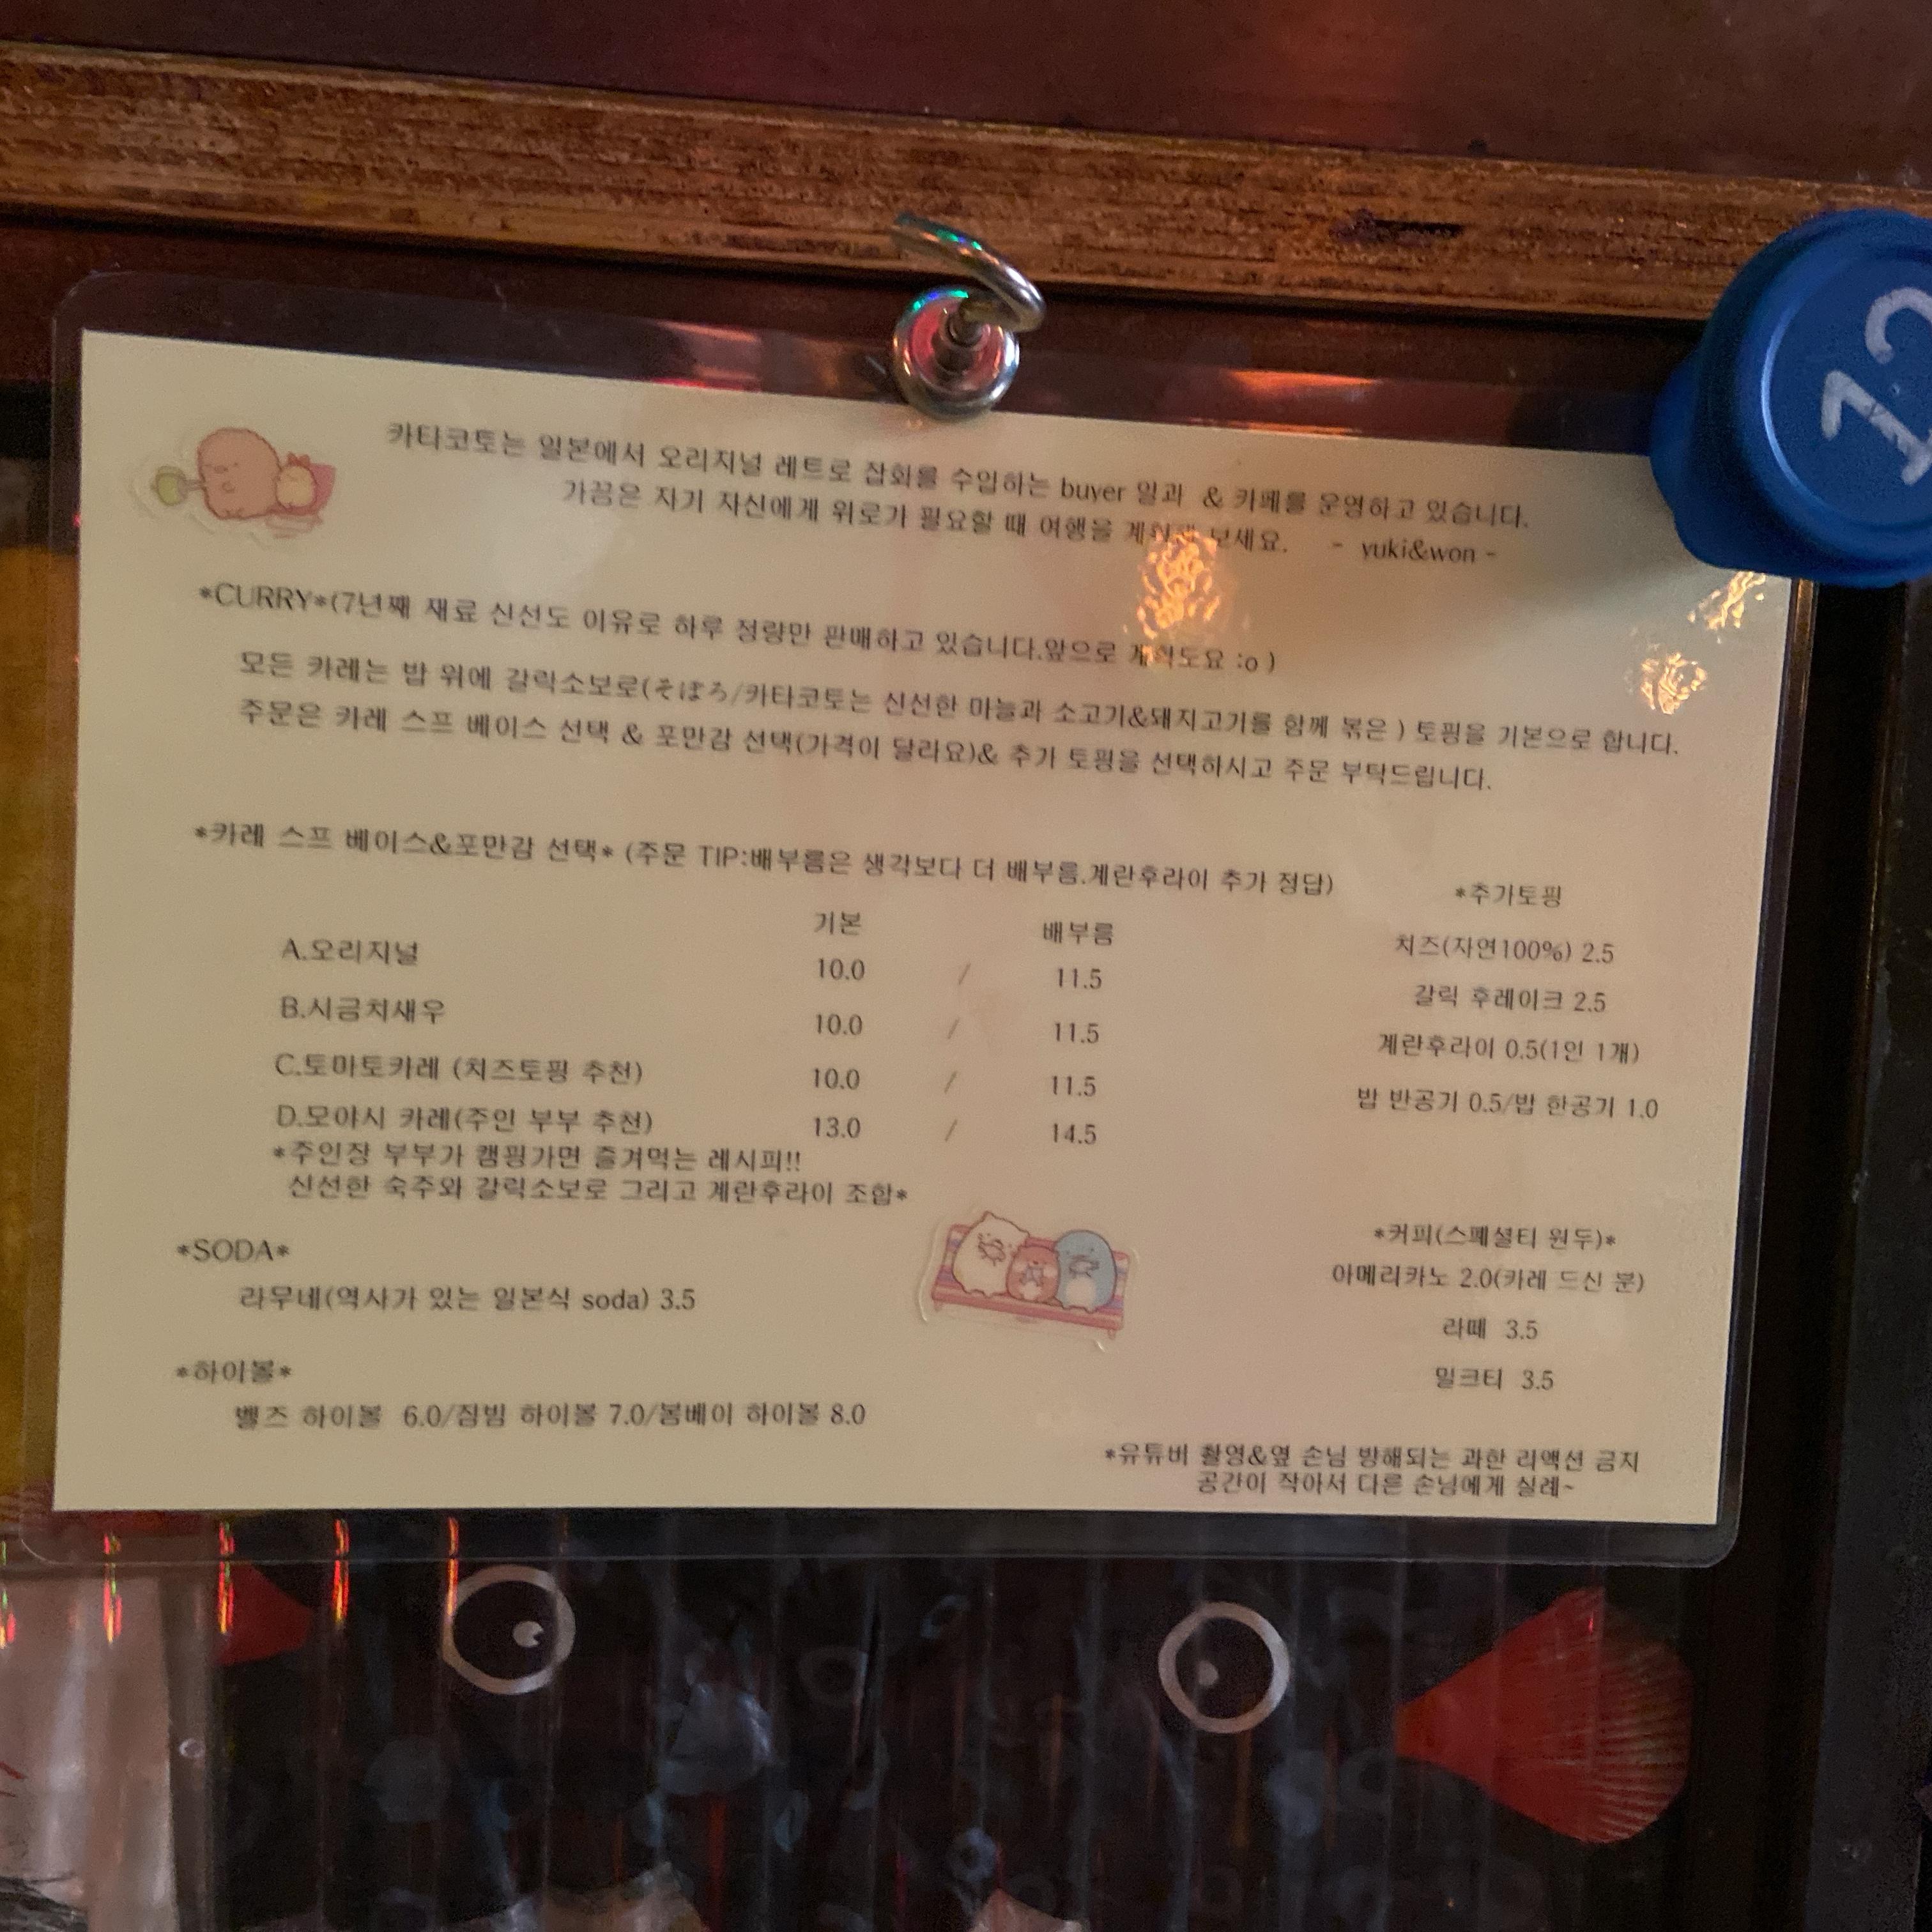 카타코토는 일본에서 오리지널 레트로 잡화를 수입하는 buyer 일과 & 카페를 운영하고 있습니다.
가끔은 자기 자신에게 위로가 필요할 때 여행을 계획해 보세요. - yuki&won -
*CURRY*(7년째 재료 신선도 이유로 하루 정량만 판매하고 있습니다.앞으로 계획도요 :o )
모든 카레는 밥 위에 갈릭소보로(そぼろ/카타코토는 신선한 마늘과 소고기&돼지고기를 함께 볶은 ) 토핑을 기본으로 합니다.
주문은 카레 스프 베이스 선택 & 포만감 선택(가격이 달라요)& 추가 토핑을 선택하시고 주문 부탁드립니다.
*카레 스프 베이스&포만감 선택* (주문 TIP:배부름은 생각보다 더 배부름.계란후라이 추가 정답)
기본 배부름
A.오리지널 10.0 / 11.5
B.시금치새우 10.0 / 11.5
C.토마토카레 (치즈토핑 추천) 10.0 / 11.5
D.모야시 카레(주인 부부 추천) 13.0 / 14.5
*주인장 부부가 캠핑가면 즐겨먹는 레시피!!
신선한 숙주와 갈릭소보로 그리고 계란후라이 조합*
*추가토핑
치즈(자연100%) 2.5
갈릭 후레이크 2.5
계란후라이 0.5(1인 1개)
밥 반공기 0.5/밥 한공기 1.0
*SODA*
라무네(역사가 있는 일본식 soda) 3.5
*하이볼*
벨즈 하이볼 6.0/짐빔 하이볼 7.0/봄베이 하이볼 8.0
*커피(스페셜티 원두)*
아메리카노 2.0(카레 드신 분)
라떼 3.5
밀크티 3.5
*유튜버 촬영&옆 손님 방해되는 과한 리액션 금지
공간이 작아서 다른 손님에게 실례~
12